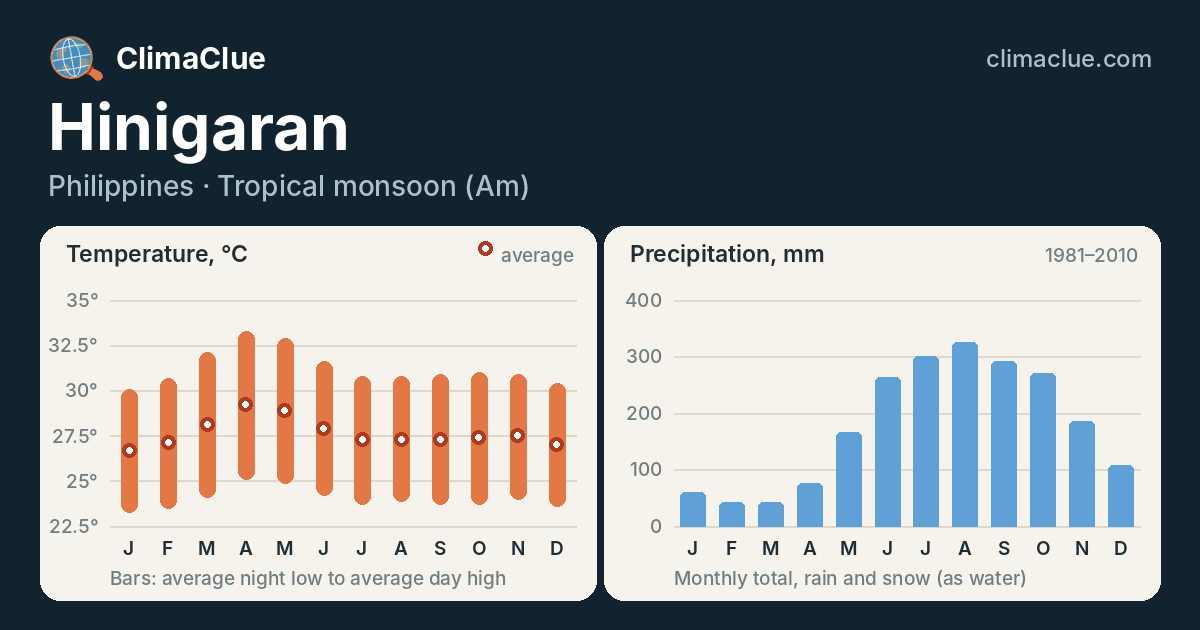 ClimaClue
climaclue.com
Hinigaran
Philippines · Tropical monsoon (Am)
Temperature, °C
average
35°
32.5°
30°
27.5°
25°
22.5°
J F M A M J J A S O N D
Bars: average night low to average day high
Precipitation, mm
1981–2010
400
300
200
100
0
J F M A M J J A S O N D
Monthly total, rain and snow (as water)